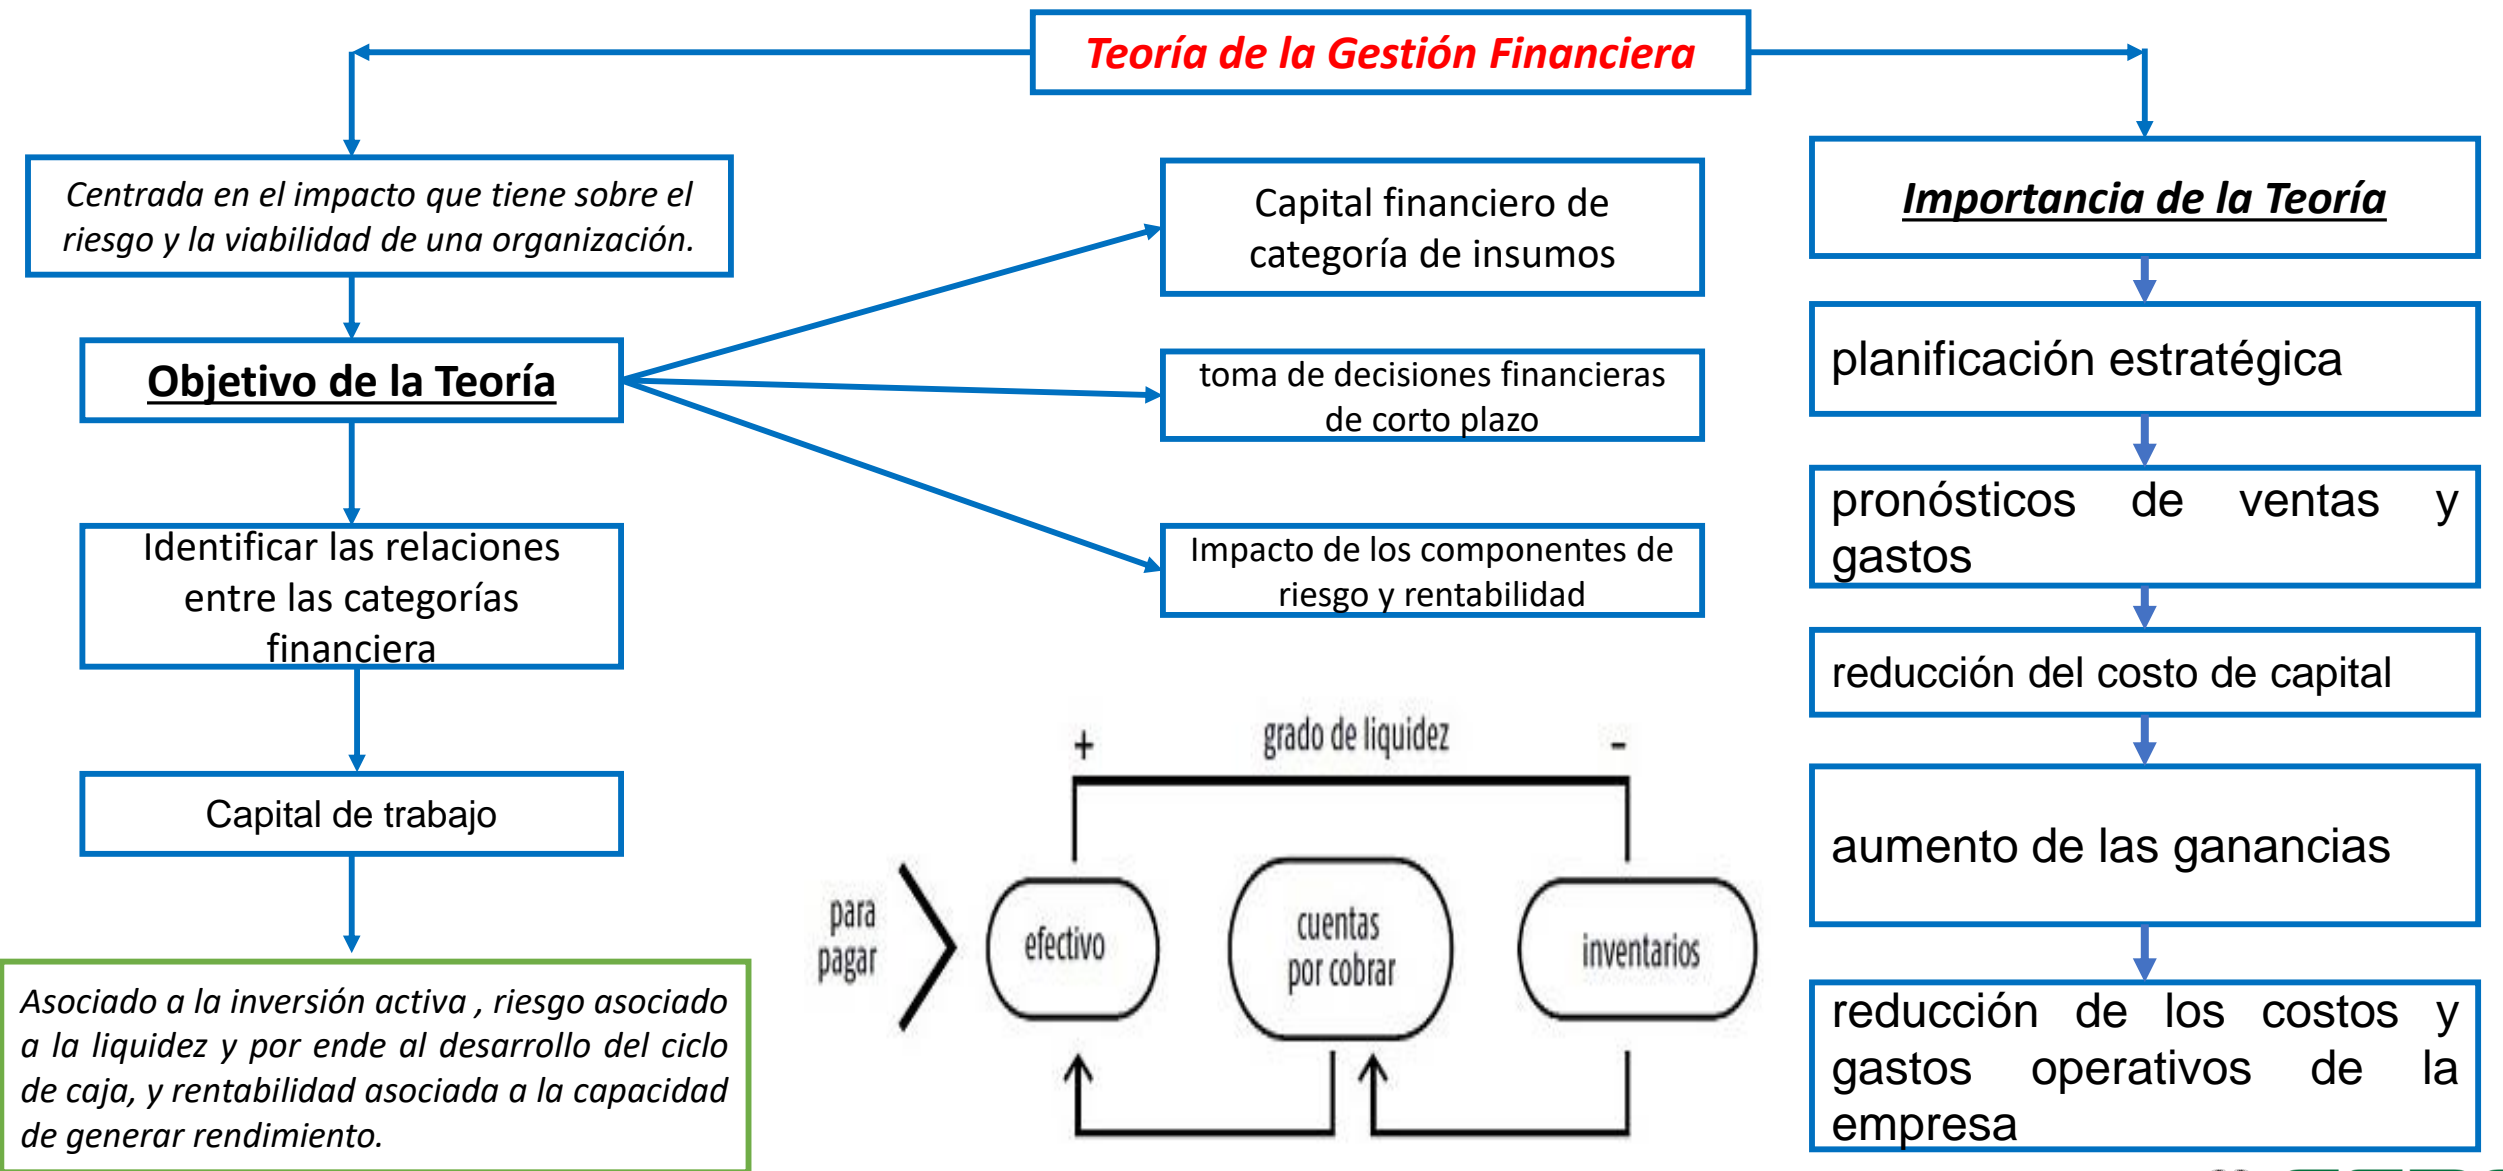 Teoría de la Gestión Financiera
Centrada en el impacto que tiene sobre el
riesgo y la viabilidad de una organización.
Objetivo de la Teoría
Identificar las relaciones
entre las categorías
financiera
Capital de trabajo
Asociado a la inversión activa , riesgo asociado
a la liquidez y por ende al desarrollo del ciclo
de caja, y rentabilidad asociada a la capacidad
de generar rendimiento.
Capital financiero de
categoría de insumos
toma de decisiones financieras
de corto plazo
Impacto de los componentes de
riesgo y rentabilidad
+ grado de liquidez -
para
pagar
efectivo
cuentas
por cobrar
inventarios
Importancia de la Teoría
planificación estratégica
pronósticos de ventas y
gastos
reducción del costo de capital
aumento de las ganancias
reducción de los costos y
gastos operativos de la
empresa